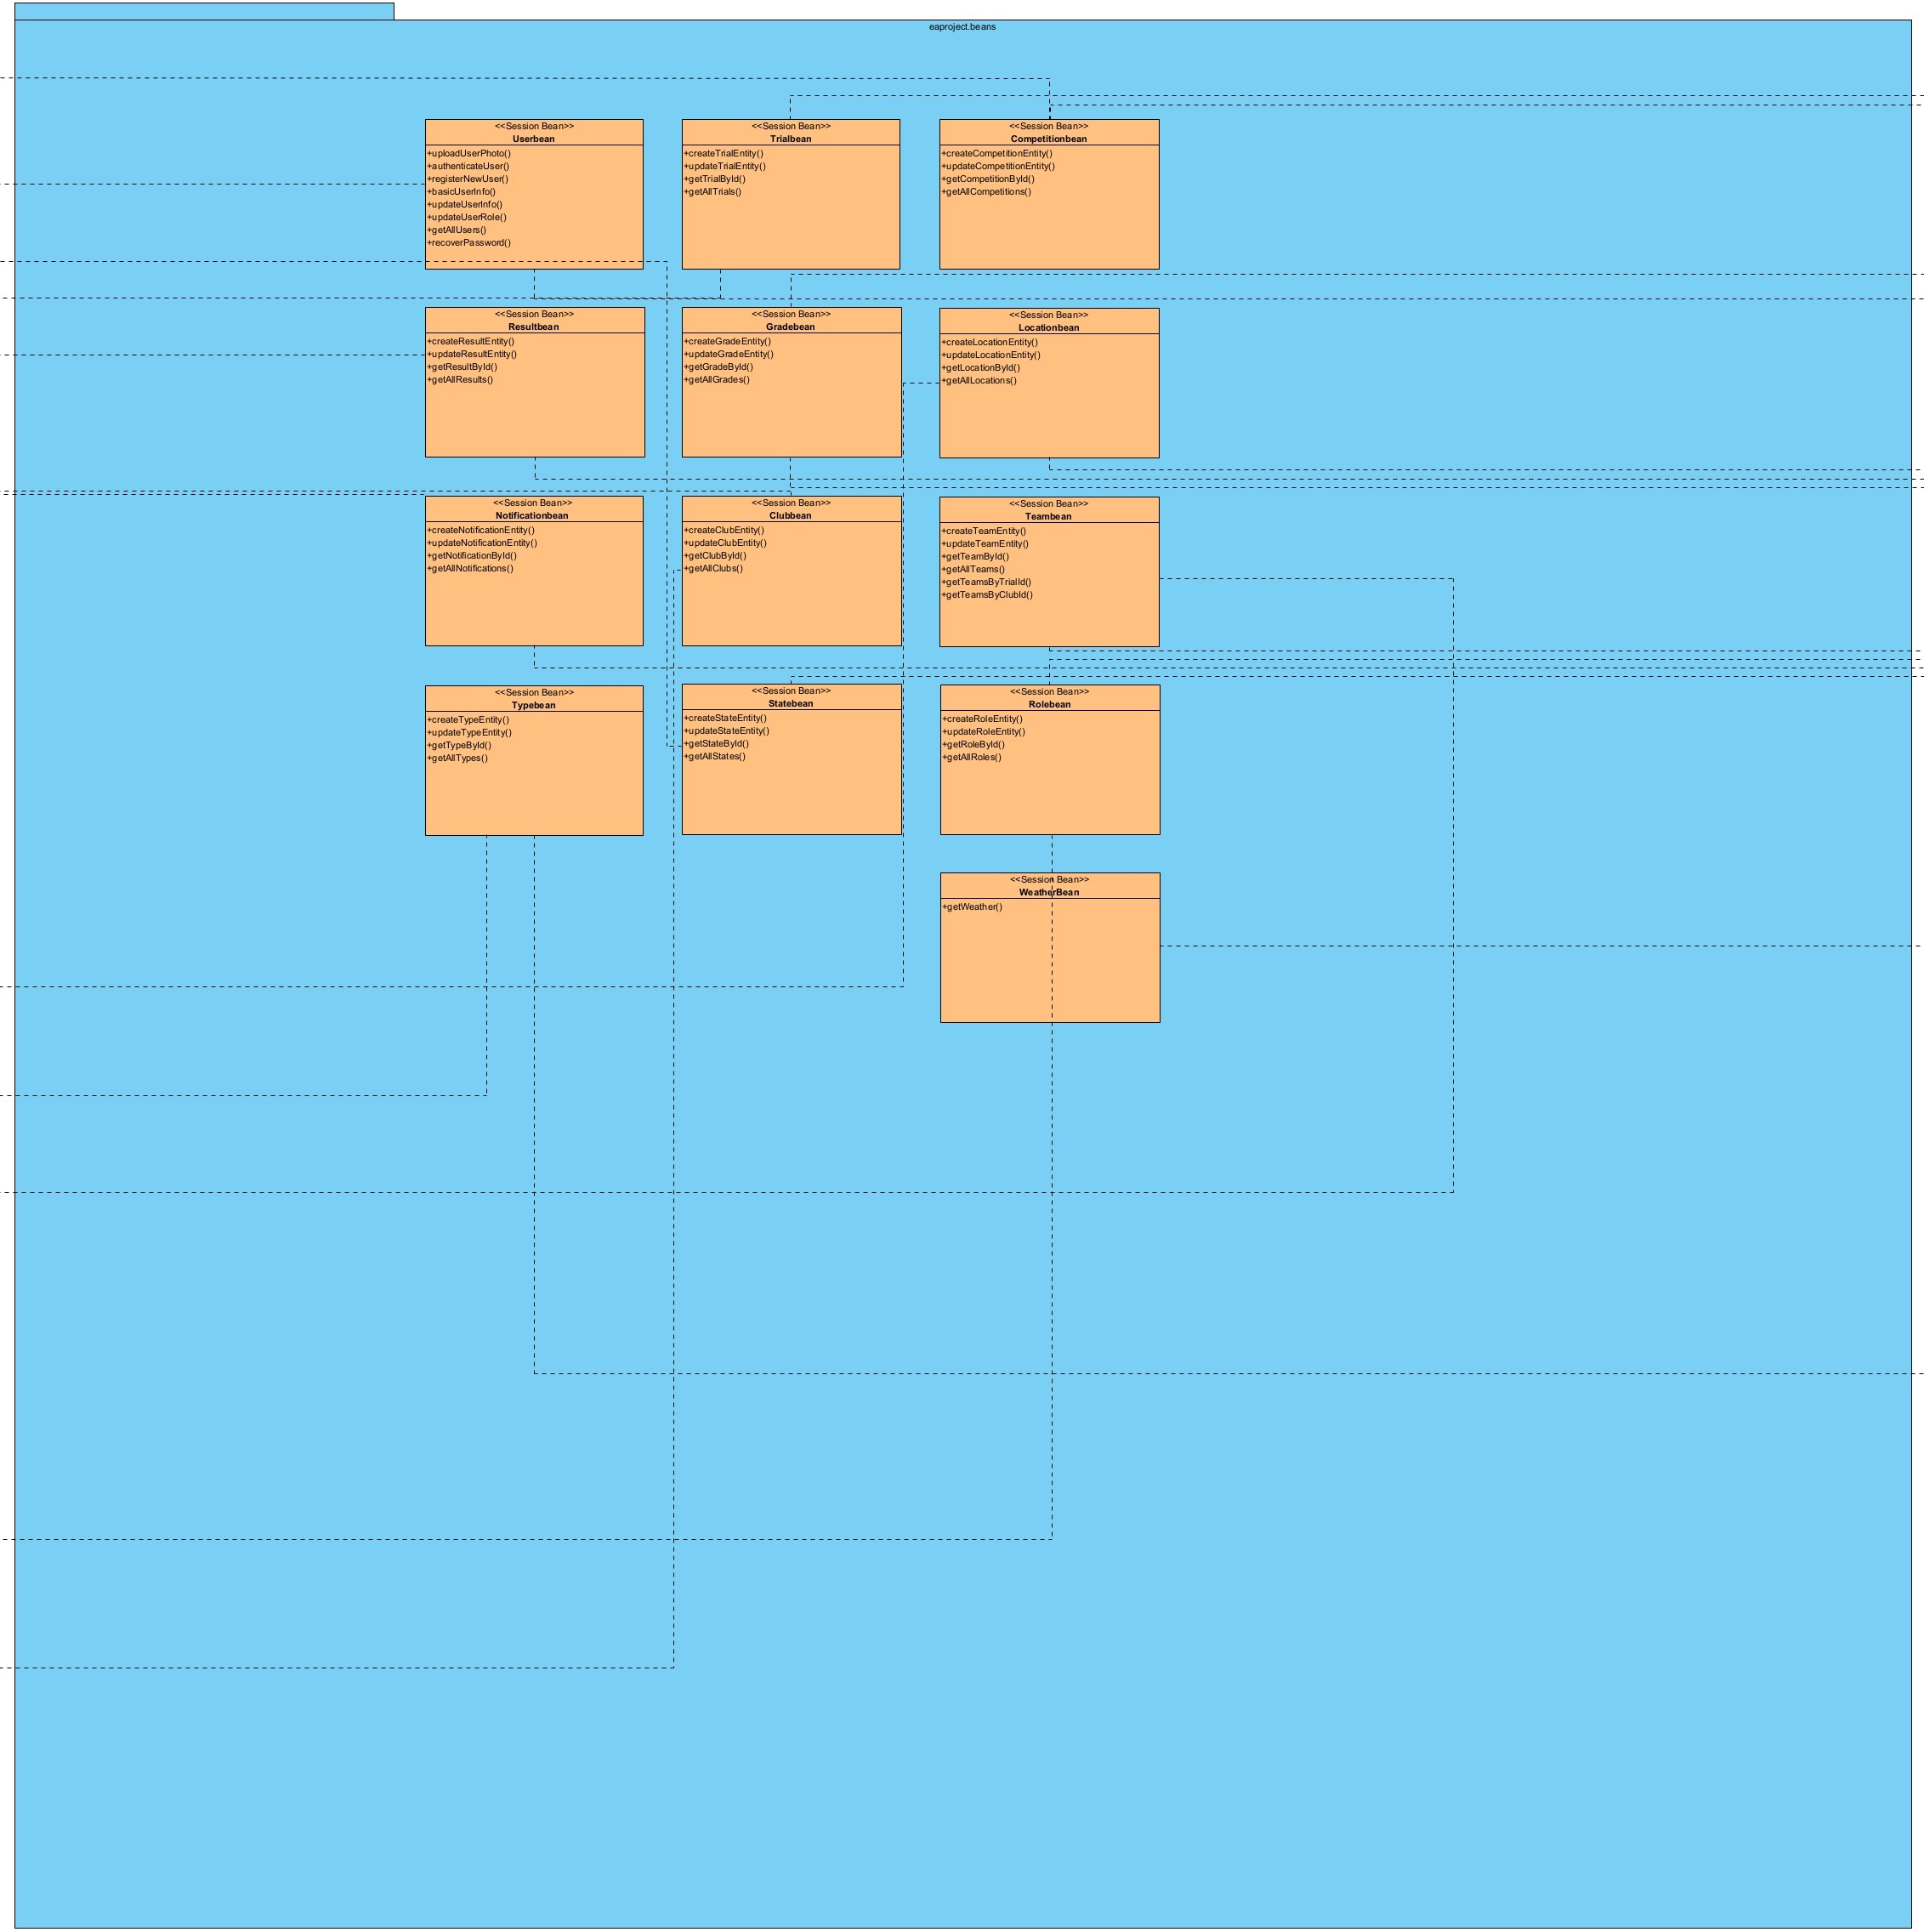 eaproject.beans
<<Session Bean>>
Userbean
+uploadUserPhoto()
+authenticateUser()
+registerNewUser()
+basicUserInfo()
+updateUserInfo()
+updateUserRole()
+getAllUsers()
+recoverPassword()
<<Session Bean>>
Trialbean
+createTrialEntity()
+updateTrialEntity()
+getTrialById()
+getAllTrials()
<<Session Bean>>
Competitionbean
+createCompetitionEntity()
+updateCompetitionEntity()
+getCompetitionById()
+getAllCompetitions()
<<Session Bean>>
Resultbean
+createResultEntity()
+updateResultEntity()
+getResultById()
+getAllResults()
<<Session Bean>>
Gradebean
+createGradeEntity()
+updateGradeEntity()
+getGradeById()
+getAllGrades()
<<Session Bean>>
Locationbean
+createLocationEntity()
+updateLocationEntity()
+getLocationById()
+getAllLocations()
<<Session Bean>>
Notificationbean
+createNotificationEntity()
+updateNotificationEntity()
+getNotificationById()
+getAllNotifications()
<<Session Bean>>
Clubbean
+createClubEntity()
+updateClubEntity()
+getClubById()
+getAllClubs()
<<Session Bean>>
Teambean
+createTeamEntity()
+updateTeamEntity()
+getTeamById()
+getAllTeams()
+getTeamsByTrialId()
+getTeamsByClubId()
<<Session Bean>>
Typebean
+createTypeEntity()
+updateTypeEntity()
+getTypeById()
+getAllTypes()
<<Session Bean>>
Statebean
+createStateEntity()
+updateStateEntity()
+getStateById()
+getAllStates()
<<Session Bean>>
Rolebean
+createRoleEntity()
+updateRoleEntity()
+getRoleById()
+getAllRoles()
<<Session Bean>>
WeatherBean
+getWeather()